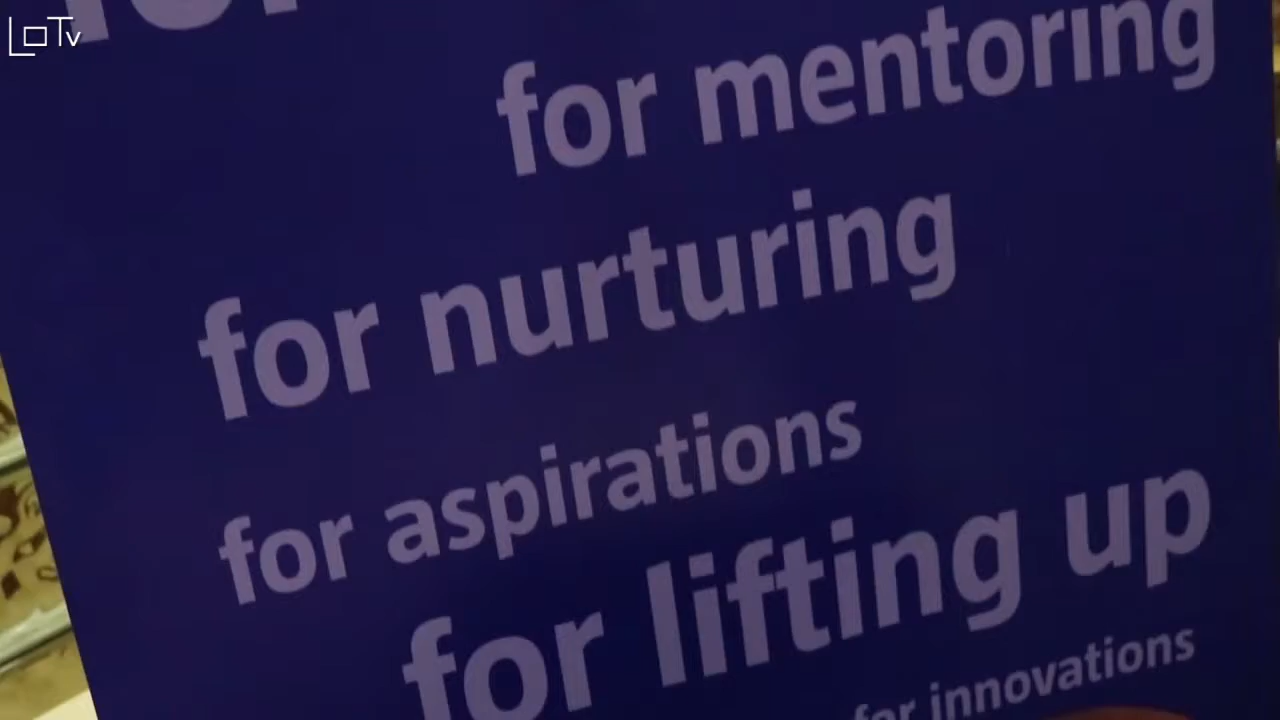 LOTv
for mentoring
for nurturing
for aspirations
for lifting up
for innovations